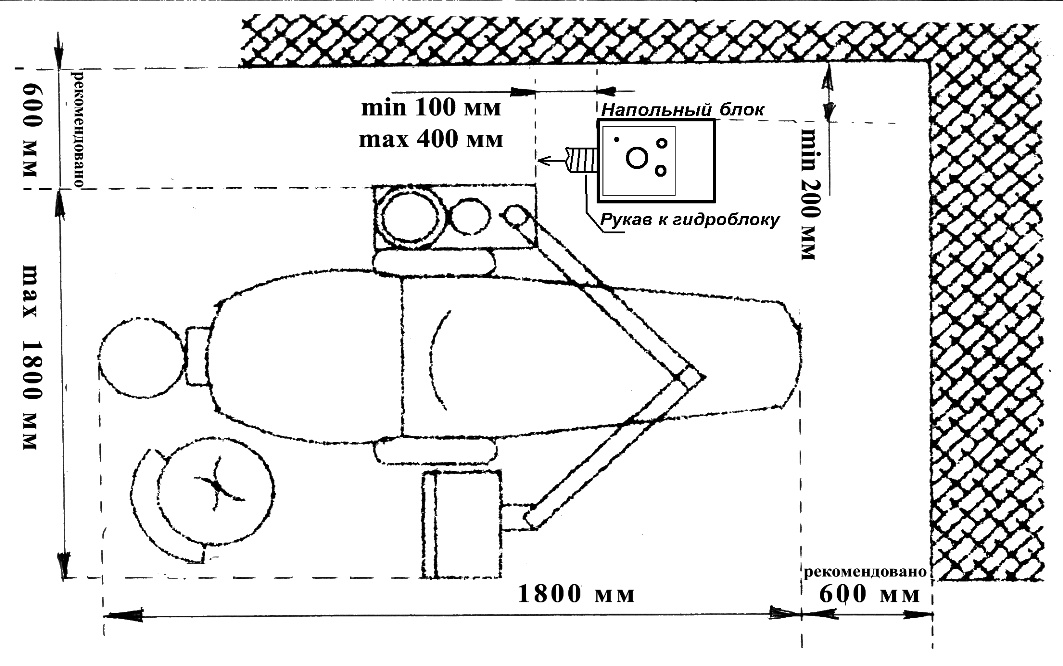 600 мм
рекомендовано
min 100 мм
max 400 мм
Напольный блок
min 200 мм
Рукав к гидроблоку
max 1800 мм
рекомендовано
1800 мм
600 мм